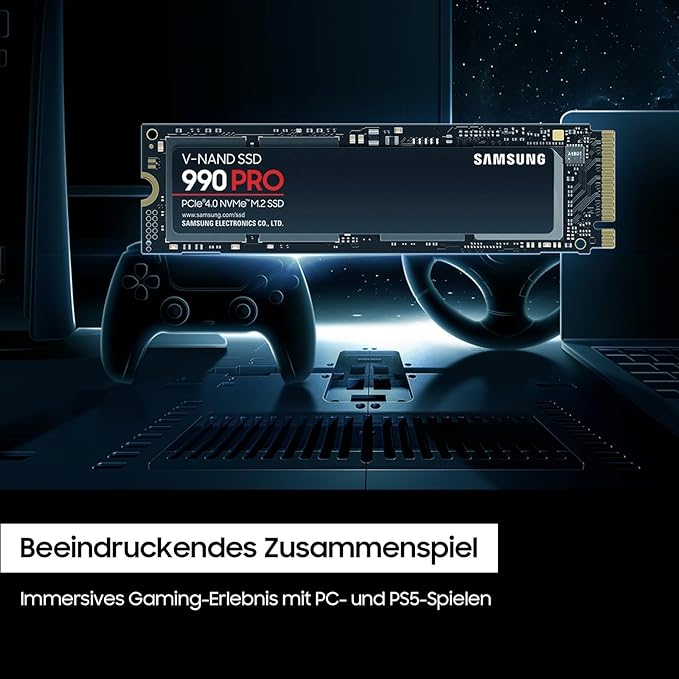 V-NAND SSD
990 PRO
PCIe®4.0 NVMe™ M.2 SSD
www.samsung.com/ssd
SAMSUNG ELECTRONICS CO., LTD.
SAMSUNG
Beeindruckendes Zusammenspiel
Immersives Gaming-Erlebnis mit PC- und PS5-Spielen